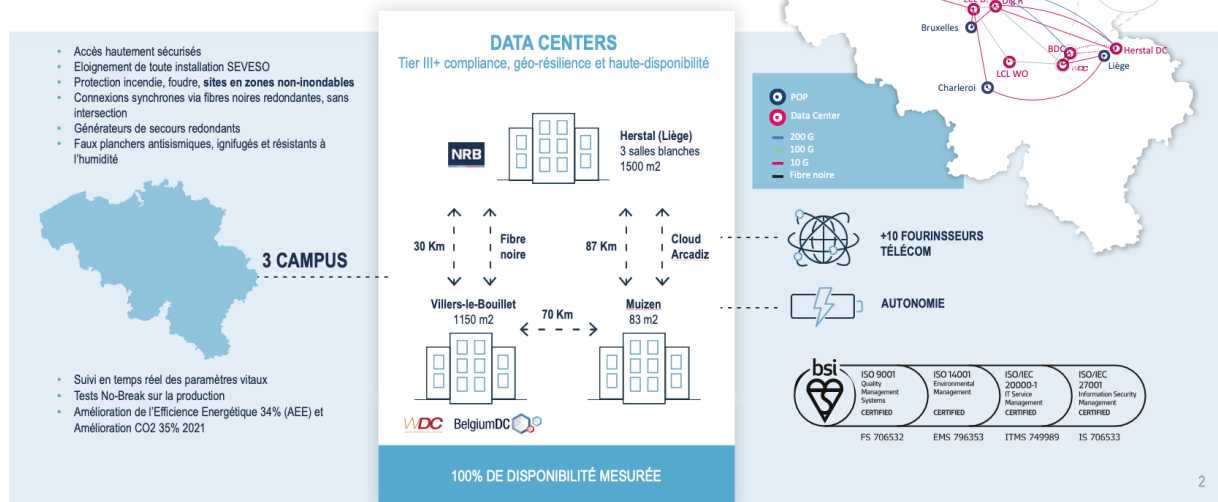 Accès hautement sécurisés
Eloignement de toute installation SEVESO
Protection incendie, foudre, sites en zones non-inondables
Connexions synchrones via fibres noires redondantes, sans
intersection
Générateurs de secours redondants
Faux planchers antisismiques, ignifugés et résistants à
l'humidité
3 CAMPUS
Suivi en temps réel des paramètres vitaux
Tests No-Break sur la production
Amélioration de l'Efficience Energétique 34% (AEE) et
Amélioration CO2 35% 2021
DATA CENTERS
Tier III+ compliance, géo-résilience et haute-disponibilité
NRB
Herstal (Liège)
3 salles blanches
1500 m2
30 Km
Fibre
noire
87 Km
Cloud
Arcadiz
Villers-le-Bouillet
1150 m2
70 Km
Muizen
83 m2
WDC
BelgiumDC
100% DE DISPONIBILITÉ MESURÉE
Bruxelles
BDC
Herstal DC
WDC
Liège
LCL WO
Charleroi
POP
Data Center
200 G
100 G
10 G
Fibre noire
+10 FOURINSSEURS
TÉLÉCOM
AUTONOMIE
bsi
ISO 9001
Quality
Management
Systems
CERTIFIED
ISO 14001
Environmental
Management
CERTIFIED
ISO/IEC
20000-1
IT Service
Management
CERTIFIED
ISO/IEC
27001
Information Security
Management
CERTIFIED
FS 706532
EMS 796353
ITMS 749989
IS 706533
2